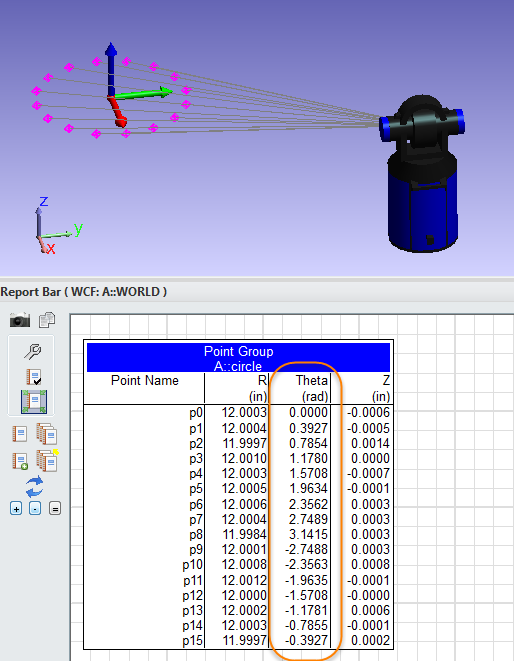 z
y
x
Report Bar ( WCF: A::WORLD )
Point Group
A::circle
Point Name R Theta Z
(in) (rad) (in)
p0 12.0003 0.0000 -0.0006
p1 12.0004 0.3927 -0.0005
p2 11.9997 0.7854 0.0014
p3 12.0010 1.1780 0.0000
p4 12.0003 1.5708 -0.0007
p5 12.0005 1.9634 -0.0001
p6 12.0006 2.3562 0.0003
p7 12.0004 2.7489 0.0003
p8 11.9984 3.1415 0.0003
p9 12.0001 -2.7488 0.0003
p10 12.0008 -2.3563 0.0008
p11 12.0012 -1.9635 -0.0001
p12 12.0000 -1.5708 -0.0000
p13 12.0002 -1.1781 0.0006
p14 12.0003 -0.7855 -0.0001
p15 11.9997 -0.3927 0.0002
+ - =